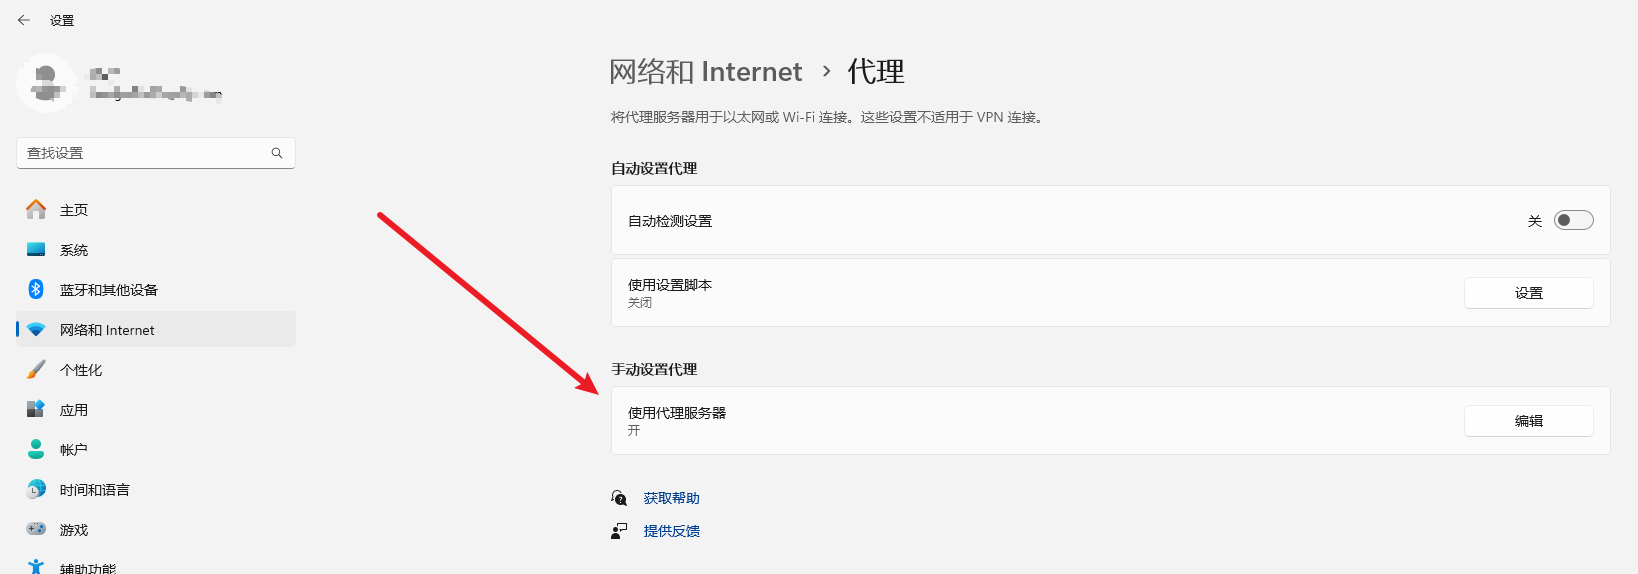 设置
查找设置
主页
系统
蓝牙和其他设备
网络和 Internet
个性化
应用
帐户
时间和语言
游戏
辅助功能
网络和 Internet › 代理
将代理服务器用于以太网或 Wi-Fi 连接。这些设置不适用于 VPN 连接。
自动设置代理
自动检测设置
关
使用设置脚本
关闭
设置
手动设置代理
使用代理服务器
开
编辑
获取帮助
提供反馈